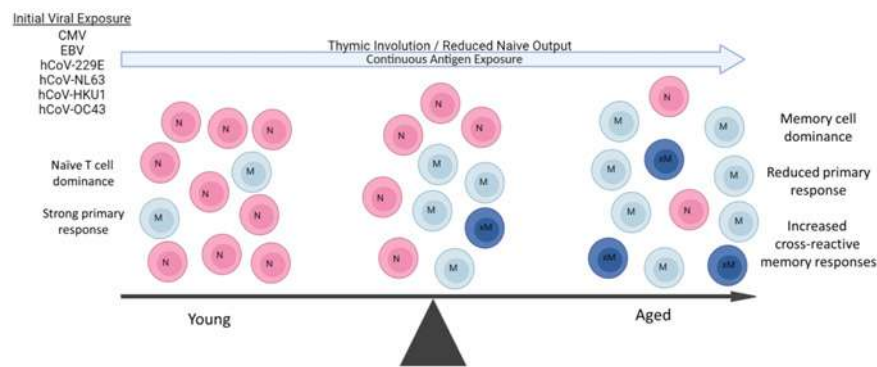 Initial Viral Exposure
CMV
EBV
hCoV-229E
hCoV-NL63
hCoV-HKU1
hCoV-OC43
Thymic Involution / Reduced Naive Output
Continuous Antigen Exposure
Naïve T cell
dominance
Strong primary
response
N
N
N
N
M
N
M
N
N
N
N
N
N
N
M
M
N
M
M
xM
N
M
N
M
M
M
xM
M
M
N
M
xM
M
xM
Memory cell
dominance
Reduced primary
response
Increased
cross-reactive
memory responses
Young
Aged